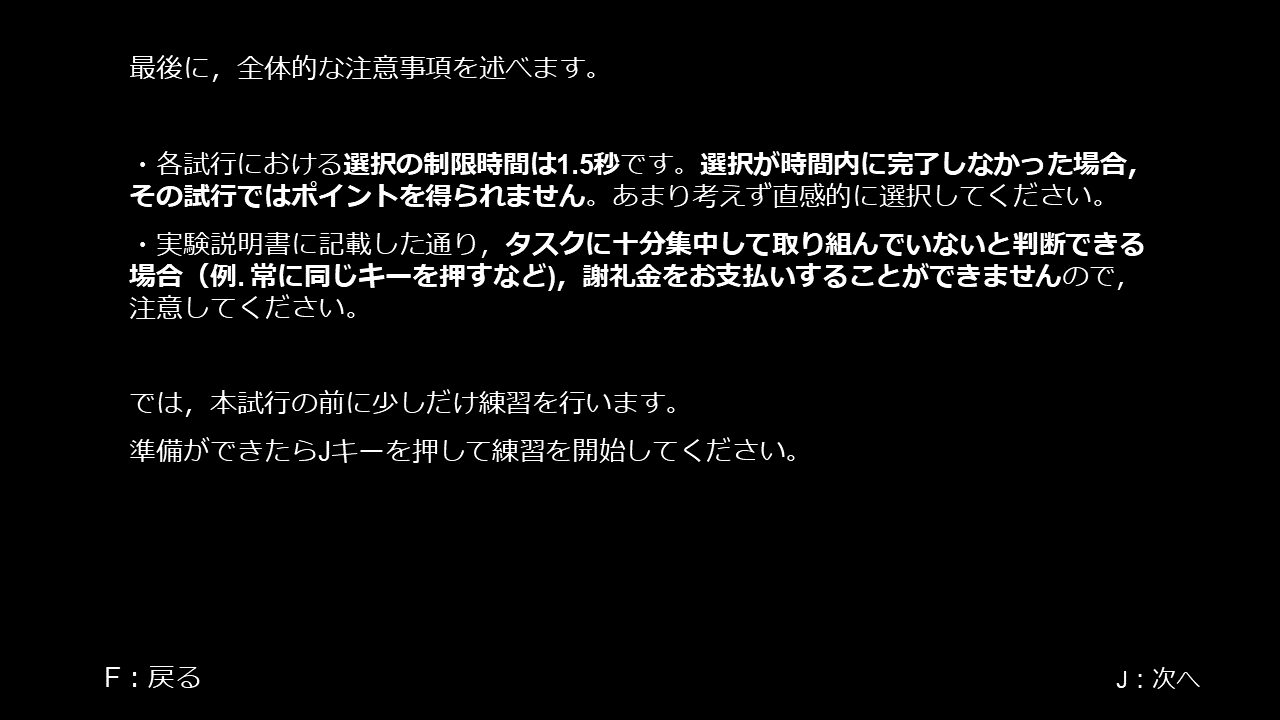 最後に，全体的な注意事項を述べます。
・各試行における選択の制限時間は1.5秒です。選択が時間内に完了しなかった場合，
その試行ではポイントを得られません。あまり考えず直感的に選択してください。
・実験説明書に記載した通り，タスクに十分集中して取り組んでいないと判断できる
場合（例. 常に同じキーを押すなど)，謝礼金をお支払いすることができませんので，
注意してください。
では，本試行の前に少しだけ練習を行います。
準備ができたらJキーを押して練習を開始してください。
F：戻る
J：次へ